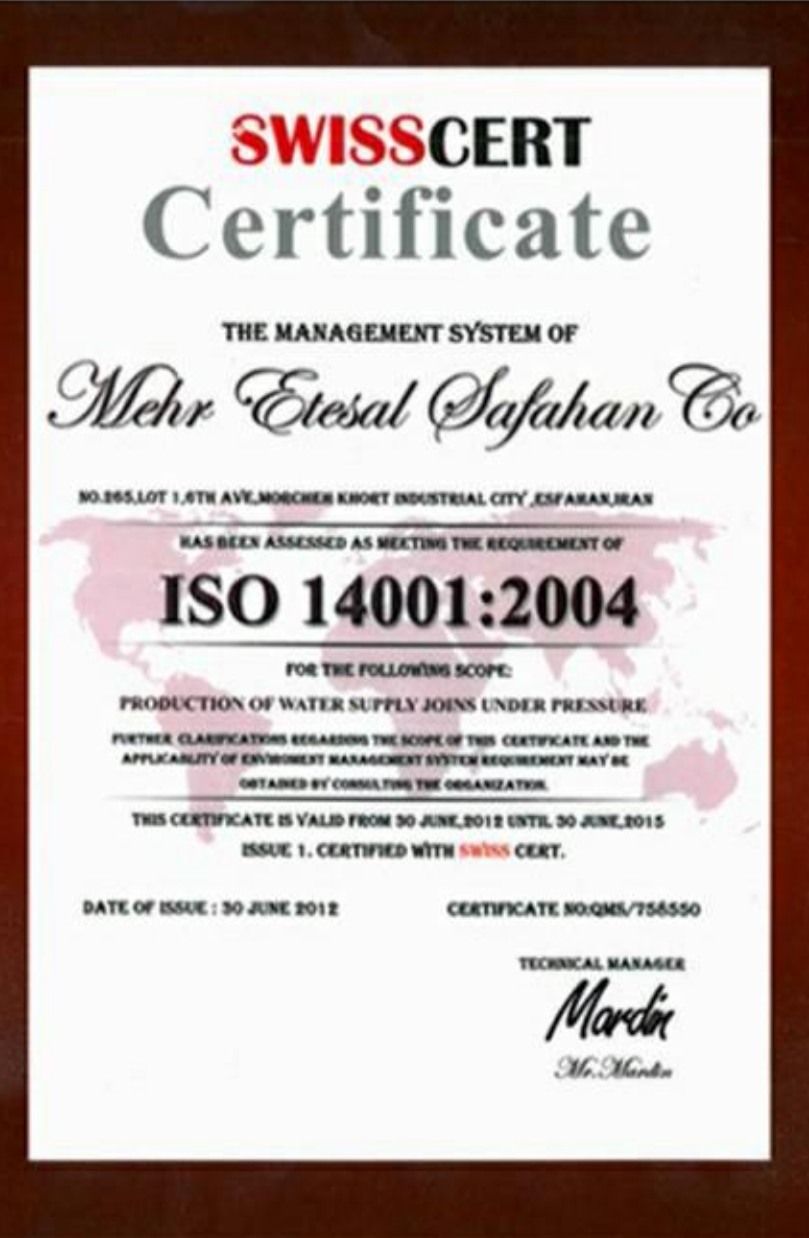 SWISSCERT
Certificate
THE MANAGEMENT SYSTEM OF
Mehr Etesal Safahan Co
NO.265,LOT 1,6TH AVE,MORCHEH KHORT INDUSTRIAL CITY ,ESFAHAN,IRAN
HAS BEEN ASSESSED AS MEETING THE REQUIREMENT OF
ISO 14001:2004
FOR THE FOLLOWING SCOPE:
PRODUCTION OF WATER SUPPLY JOINS UNDER PRESSURE
FURTHER CLARIFICATIONS REGARDING THE SCOPE OF THIS CERTIFICATE AND THE
APPLICABLITY OF ENVIROMENT MANAGEMENT SYSTEM REQUIREMENT MAY BE
OBTAINED BY CONSULTING THE ORGANIZATION.
THIS CERTIFICATE IS VALID FROM 30 JUNE,2012 UNTIL 30 JUNE,2015
ISSUE 1. CERTIFIED WITH SWISS CERT.
DATE OF ISSUE : 30 JUNE 2012
CERTIFICATE NO:QMS/758550
TECHNICAL MANAGER
Mardin
Mr.Mardin